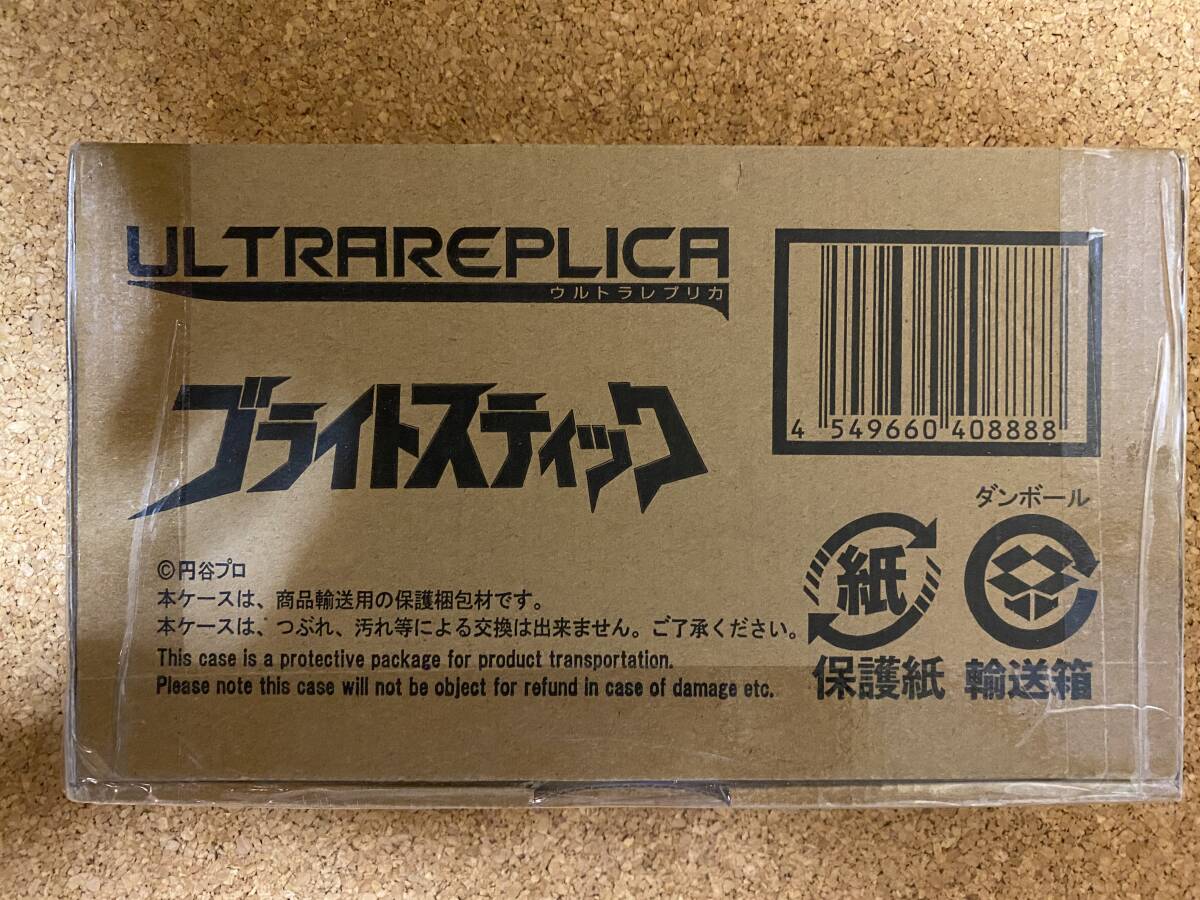 ULTRAREPLICA
ウルトラレプリカ
ブライトスティック
4 549660 408888
©円谷プロ
本ケースは、商品輸送用の保護梱包材です。
本ケースは、つぶれ、汚れ等による交換は出来ません。ご了承ください。
This case is a protective package for product transportation.
Please note this case will not be object for refund in case of damage etc.
紙
保護紙
ダンボール
輸送箱